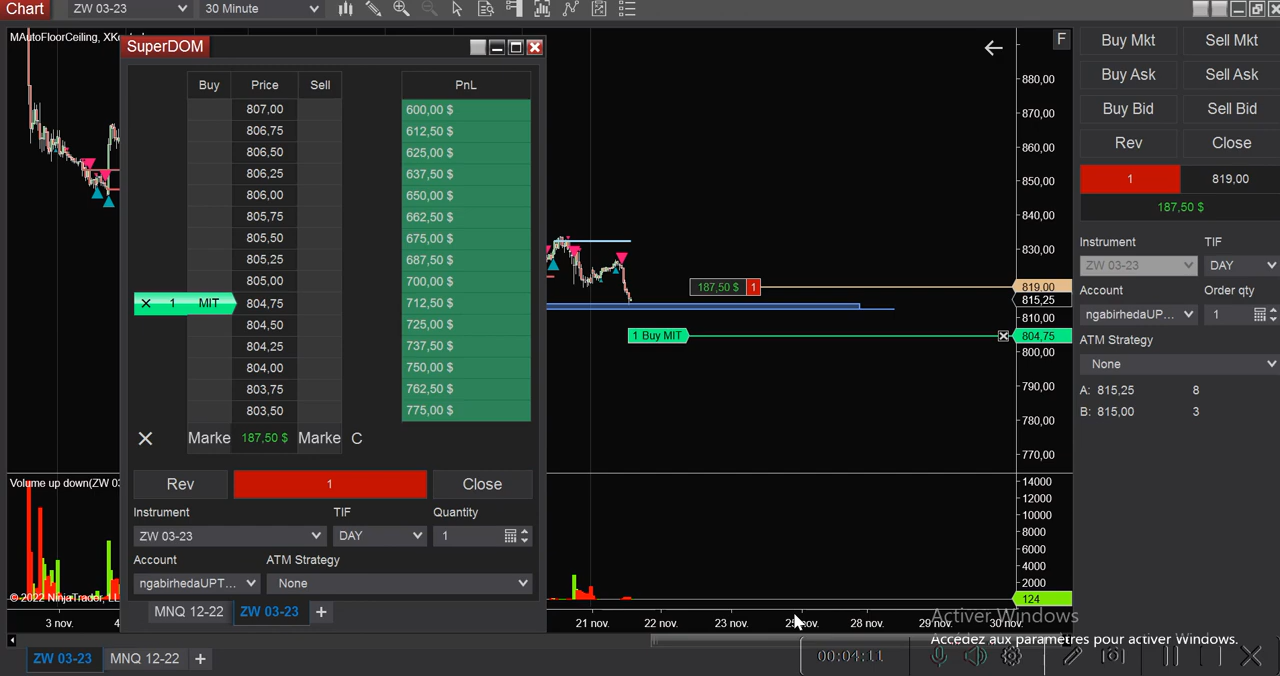 Chart ZW 03-23 30 Minute
MAutoFloorCeiling, XK
SuperDOM
F
Buy Mkt Sell Mkt
Buy Ask Sell Ask
Buy Bid Sell Bid
Rev Close
1 819,00
187,50 $
Instrument TIF
ZW 03-23 DAY
Account Order qty
ngabirhedaUP... 1
ATM Strategy
None
A: 815,25 8
B: 815,00 3
Buy Price Sell PnL
807,00 600,00 $
806,75 612,50 $
806,50 625,00 $
806,25 637,50 $
806,00 650,00 $
805,75 662,50 $
805,50 675,00 $
805,25 687,50 $
805,00 700,00 $
1 MIT 804,75 712,50 $
804,50 725,00 $
804,25 737,50 $
804,00 750,00 $
803,75 762,50 $
803,50 775,00 $
Marke 187,50 $ Marke C
Rev 1 Close
Instrument TIF Quantity
ZW 03-23 DAY 1
Account ATM Strategy
ngabirhedaUPT... None
MNQ 12-22 ZW 03-23 +
880,00
870,00
860,00
850,00
840,00
830,00
187,50 $ 1 819,00
815,25
810,00
1 Buy MIT 804,75
800,00
790,00
780,00
770,00
Volume up down(ZW 0
14000
12000
10000
8000
6000
4000
2000
124
© 2022 NinjaTrader, LL
3 nov. 4 21 nov. 22 nov. 23 nov. 25 nov. 28 nov. 29 nov. 30 nov.
Activer Windows
Accédez aux paramètres pour activer Windows.
ZW 03-23 MNQ 12-22 +
00:04:11